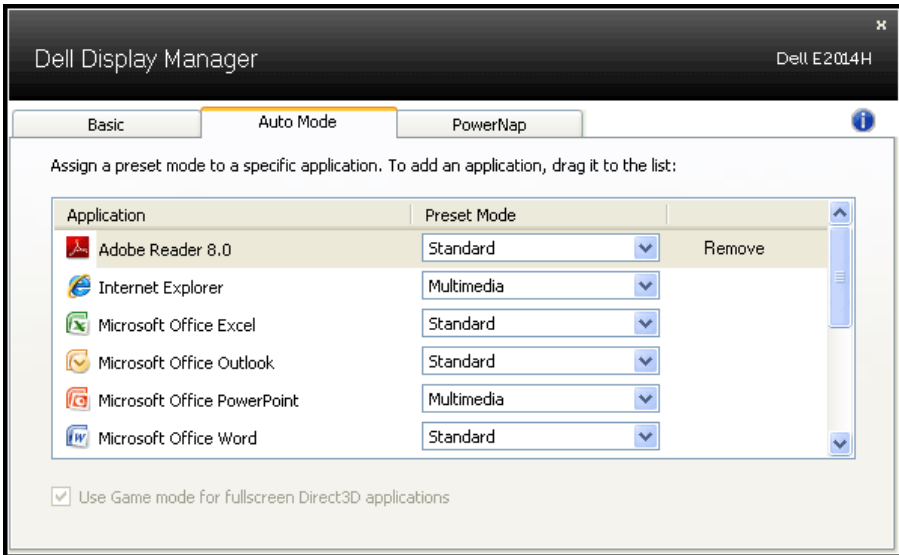 Dell Display Manager
Dell E2014H
Basic
Auto Mode
PowerNap
Assign a preset mode to a specific application. To add an application, drag it to the list:
Application Preset Mode
Adobe Reader 8.0 Standard Remove
Internet Explorer Multimedia
Microsoft Office Excel Standard
Microsoft Office Outlook Standard
Microsoft Office PowerPoint Multimedia
Microsoft Office Word Standard
Use Game mode for fullscreen Direct3D applications